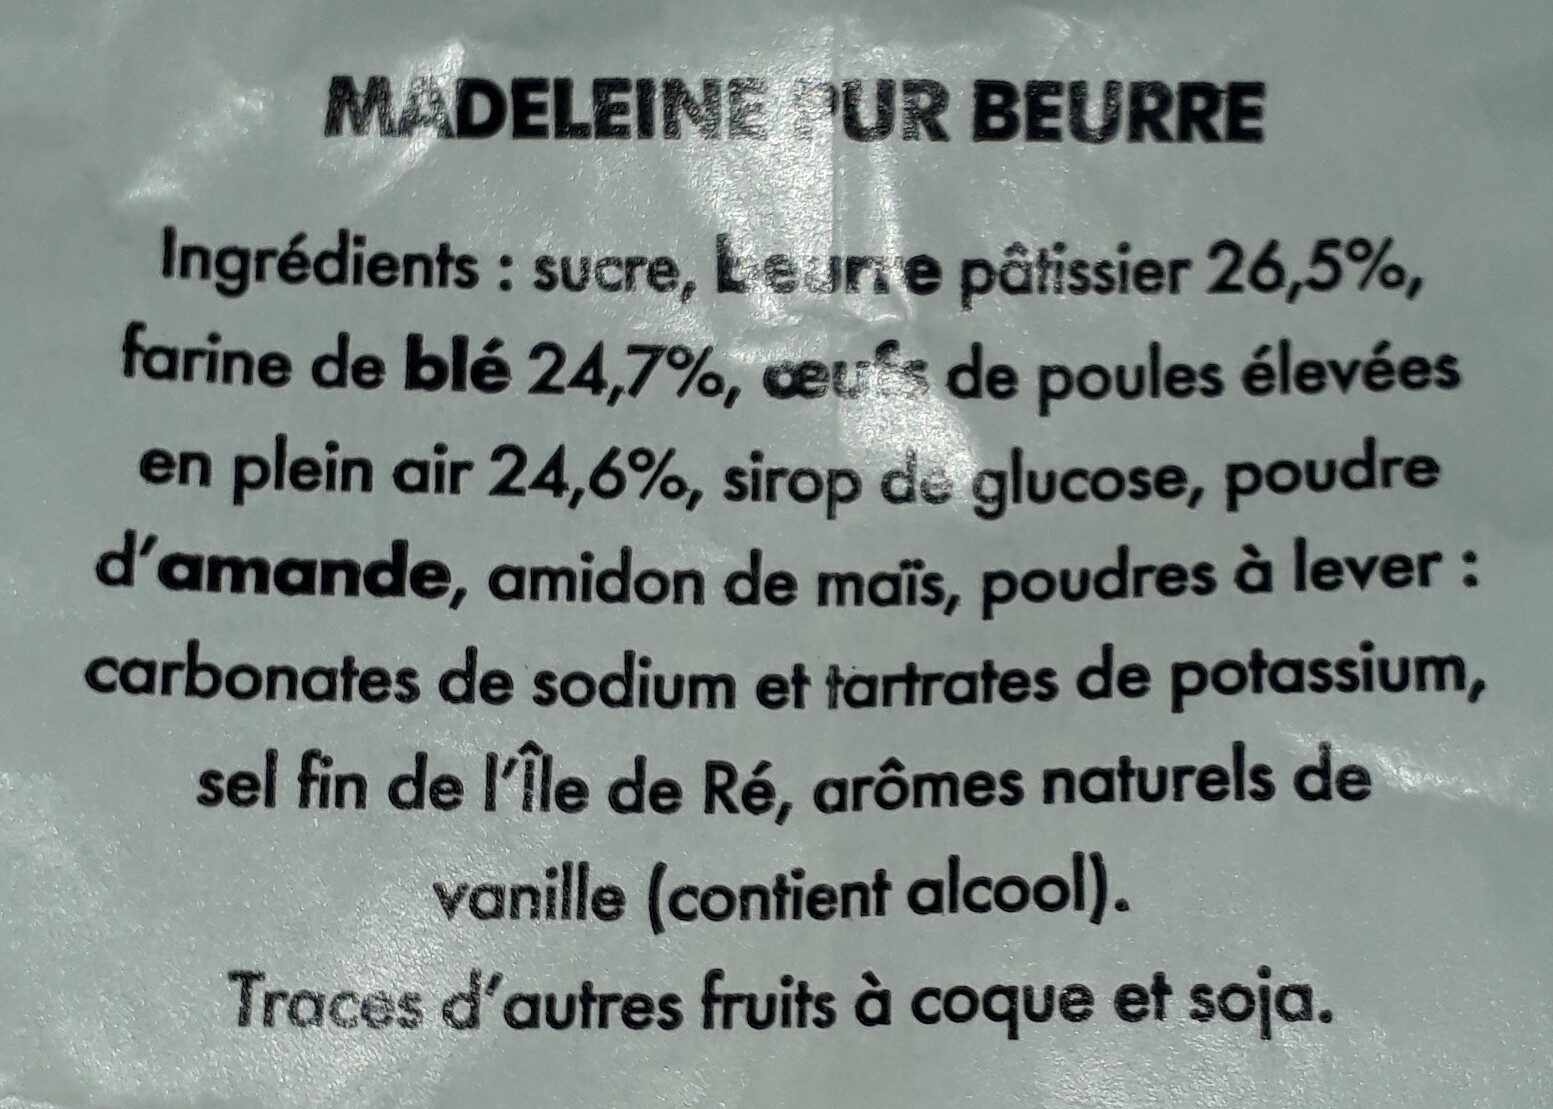 MADELEINE PUR BEURRE
Ingrédients : sucre, beurre pâtissier 26,5%,
farine de blé 24,7%, œufs de poules élevées
en plein air 24,6%, sirop de glucose, poudre
d'amande, amidon de maïs, poudres à lever :
carbonates de sodium et tartrates de potassium,
sel fin de l'Île de Ré, arômes naturels de
vanille (contient alcool).
Traces d'autres fruits à coque et soja.